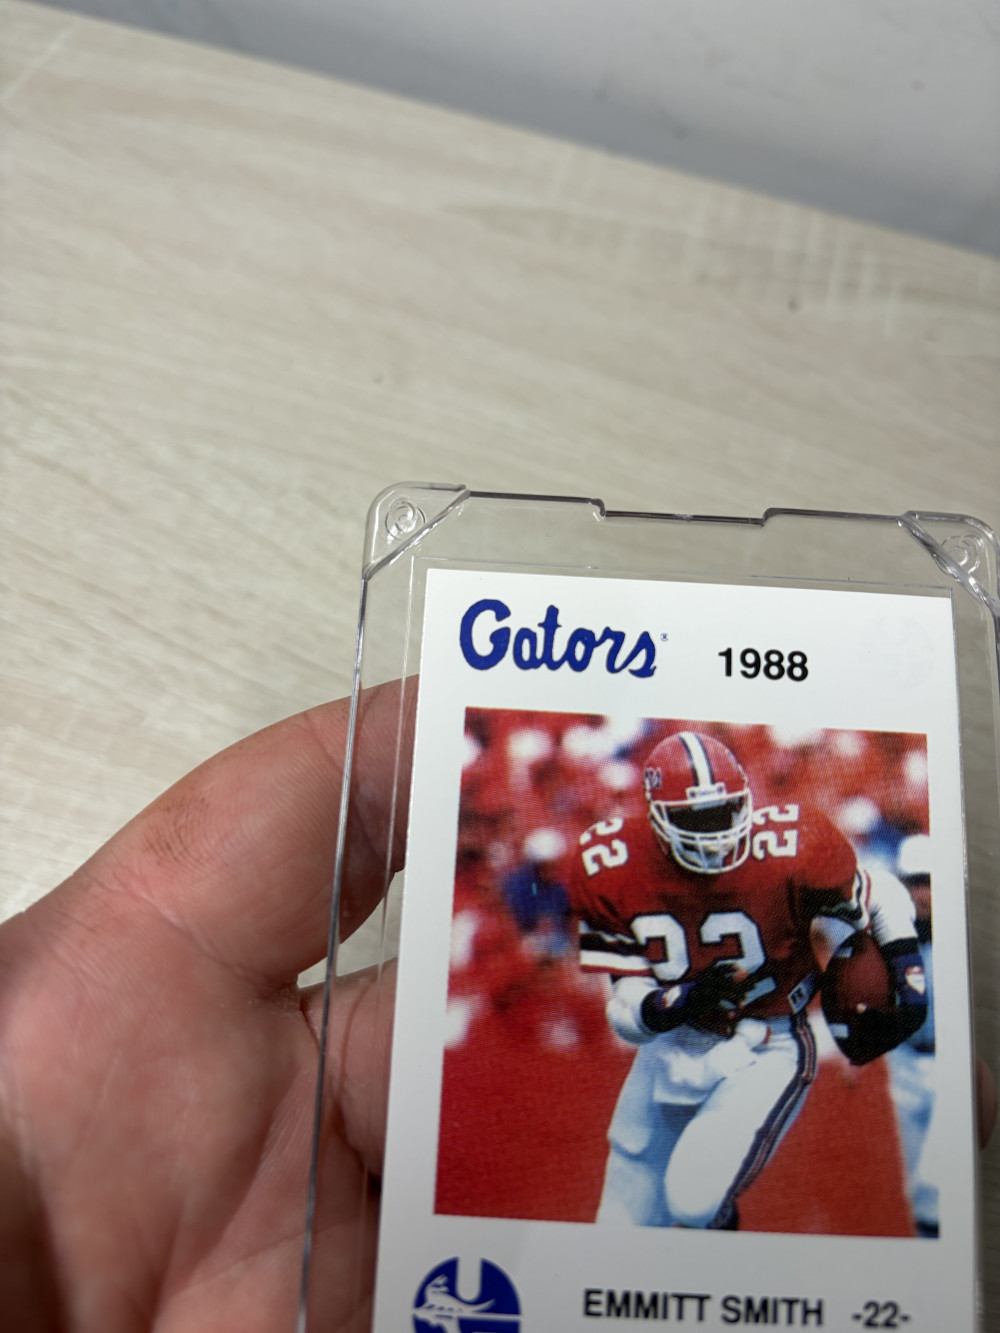 Gators® 1988
22 22
22
EMMITT SMITH -22-